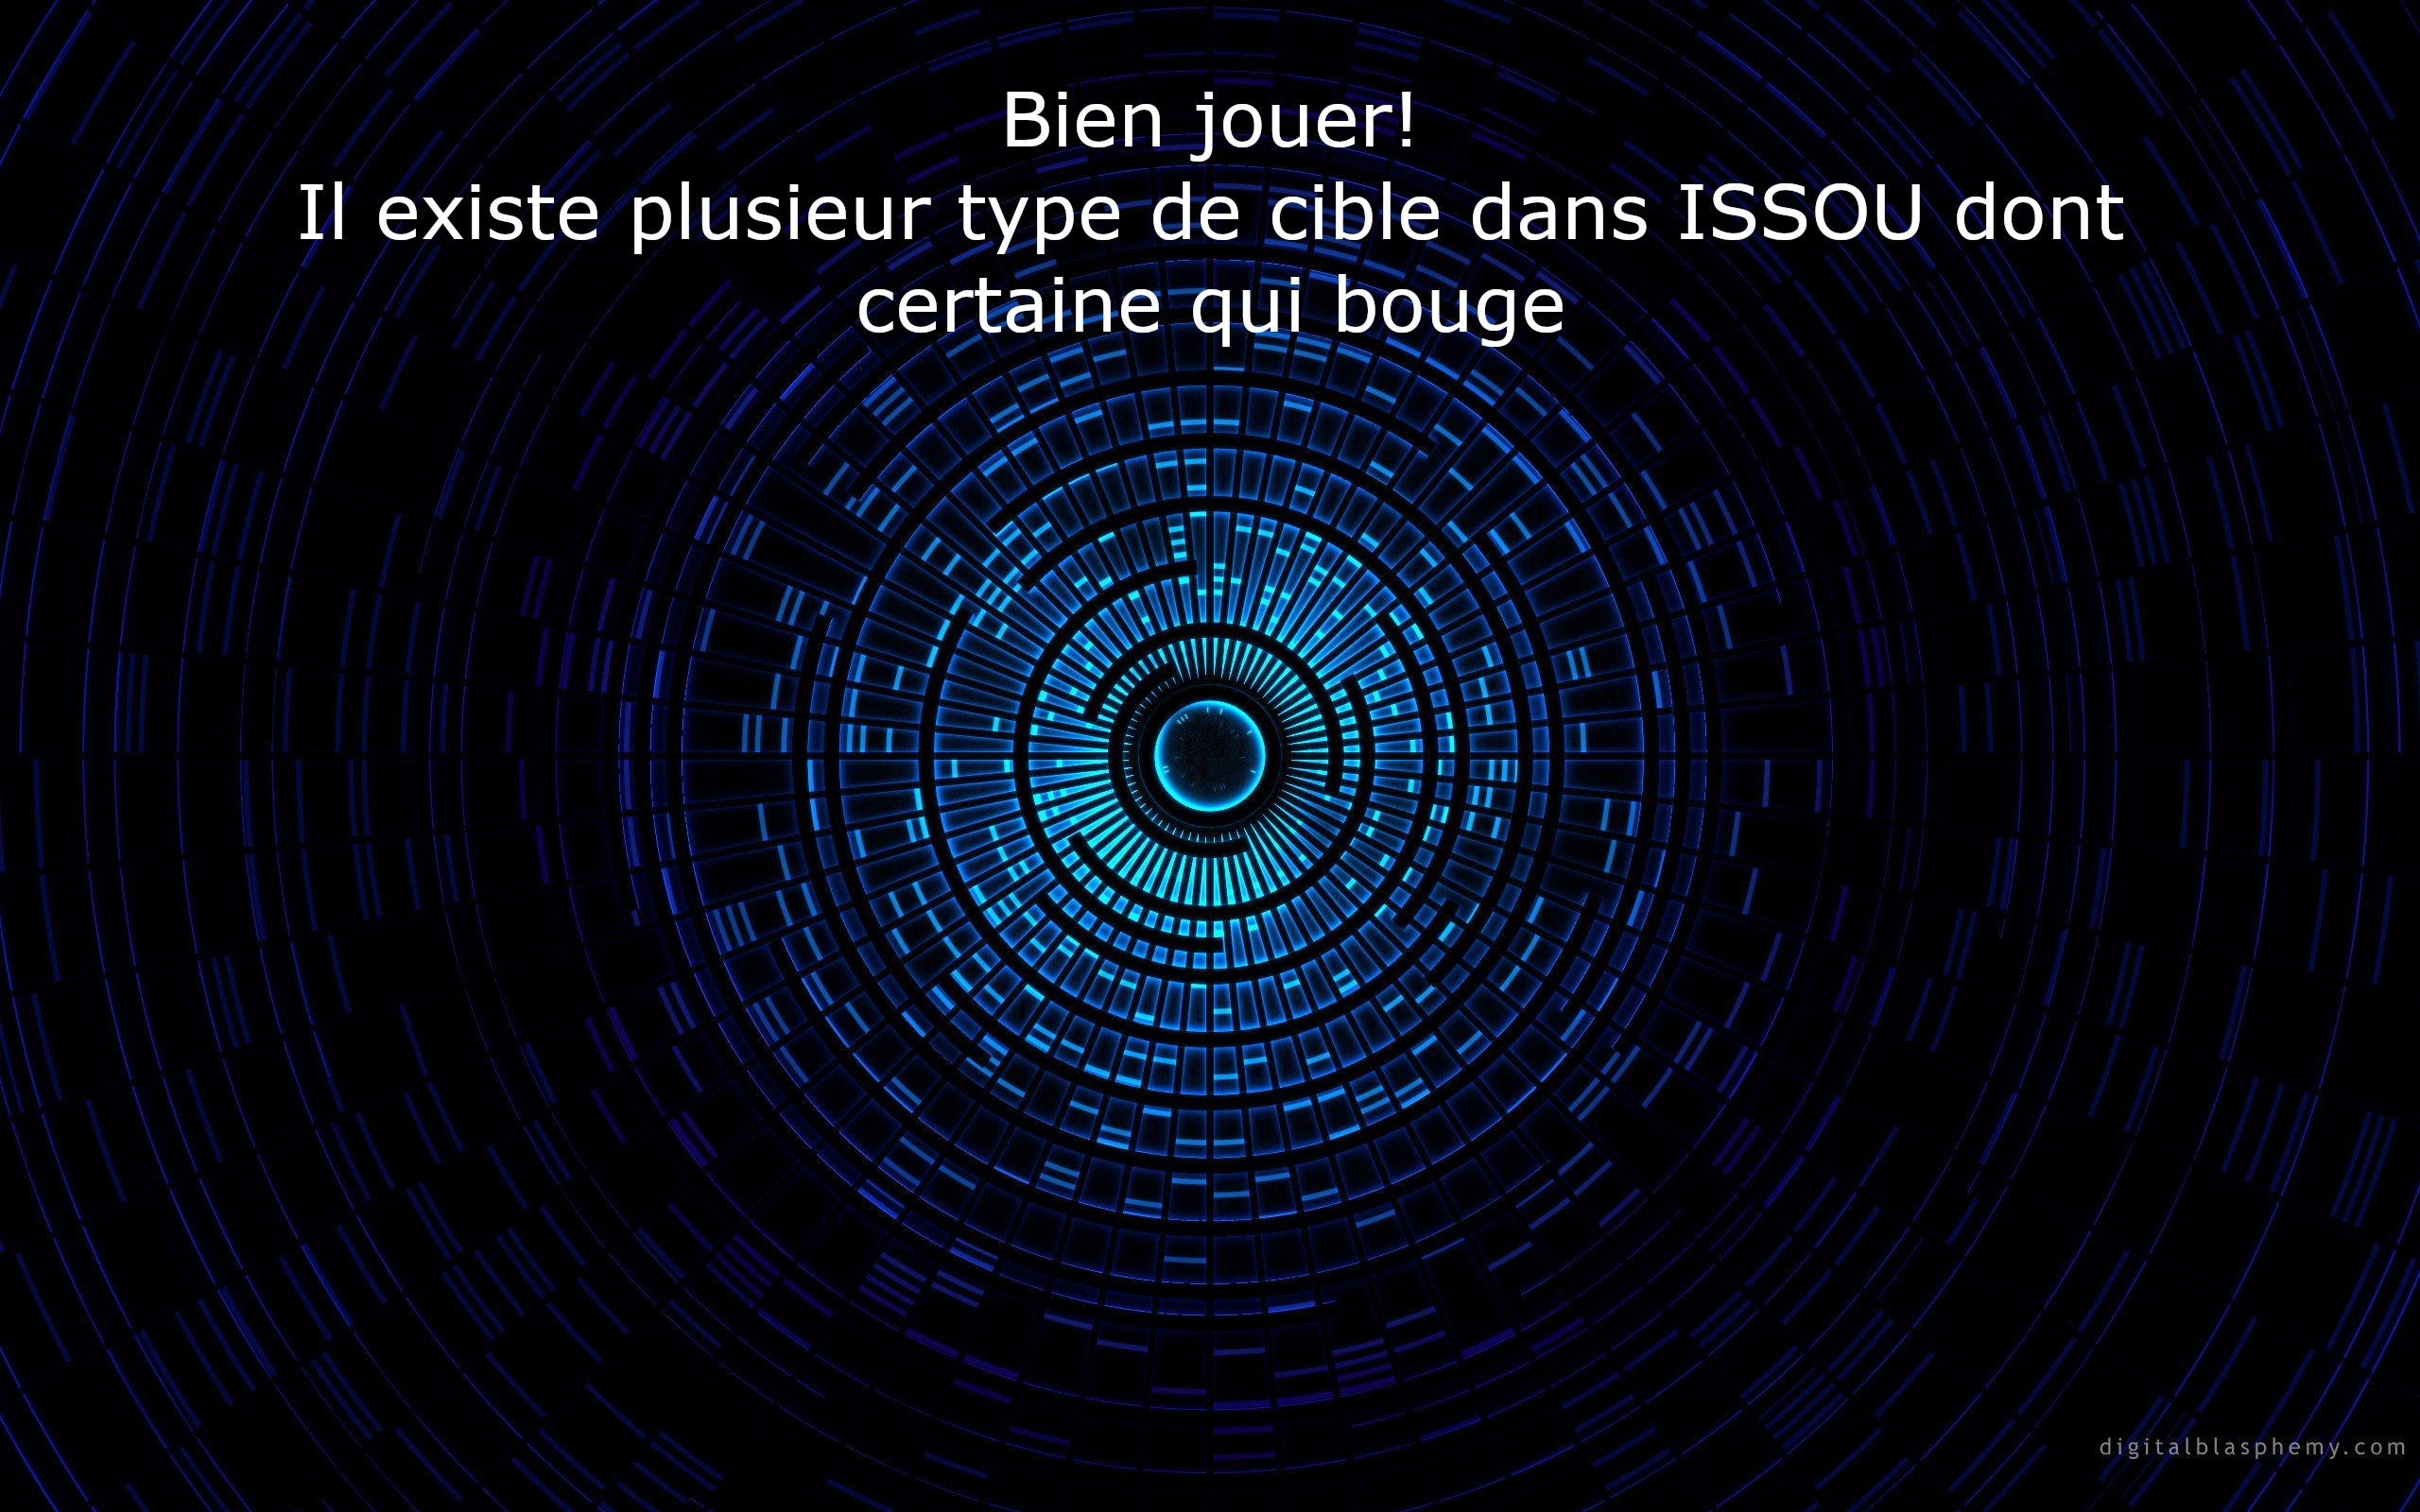 Bien jouer!
Il existe plusieur type de cible dans ISSOU dont
certaine qui bouge
digitalblasphemy.com